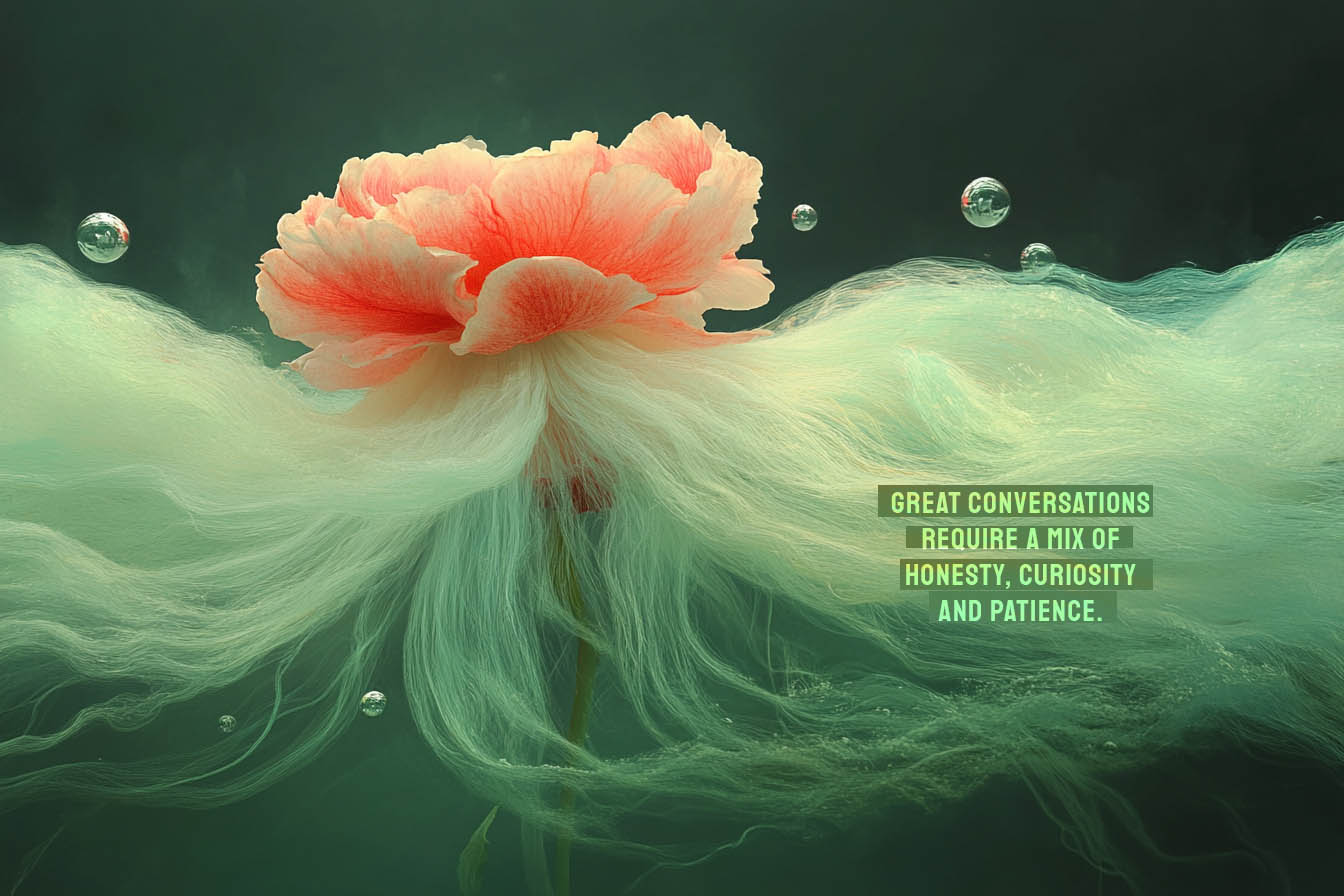 GREAT CONVERSATIONS
REQUIRE A MIX OF
HONESTY, CURIOSITY
AND PATIENCE.